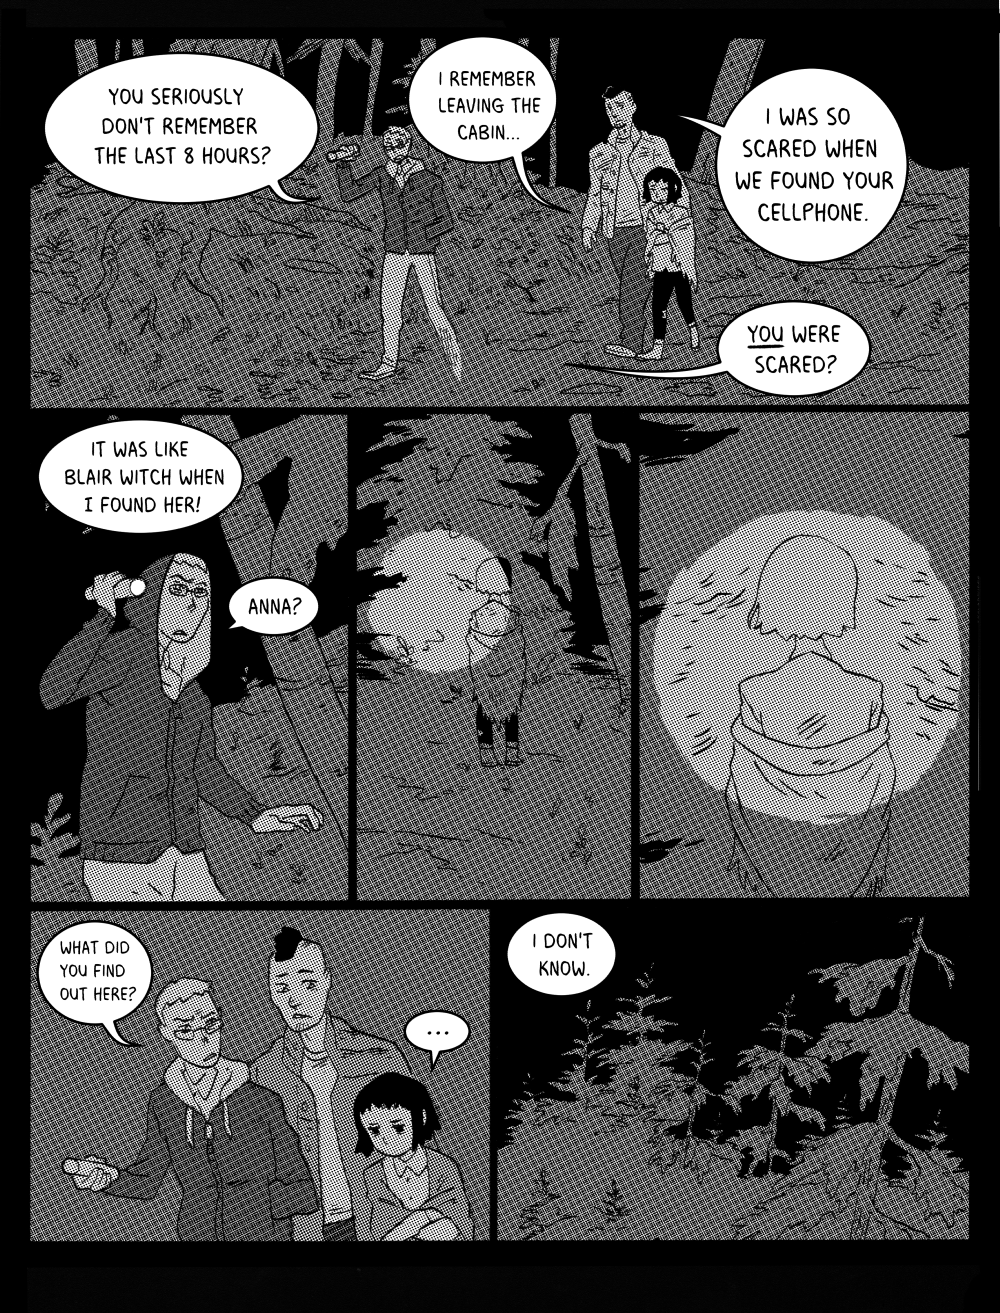 YOU SERIOUSLY
DON'T REMEMBER
THE LAST 8 HOURS?
I REMEMBER
LEAVING THE
CABIN...
I WAS SO
SCARED WHEN
WE FOUND YOUR
CELLPHONE.
YOU WERE
SCARED?
IT WAS LIKE
BLAIR WITCH WHEN
I FOUND HER!
ANNA?
WHAT DID
YOU FIND
OUT HERE?
...
I DON'T
KNOW.